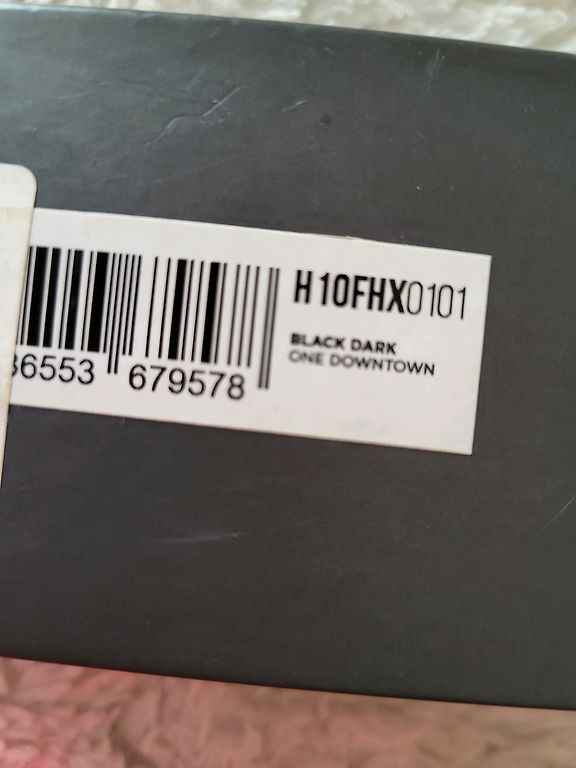 H10FHX0101
BLACK DARK
ONE DOWNTOWN
36553 679578